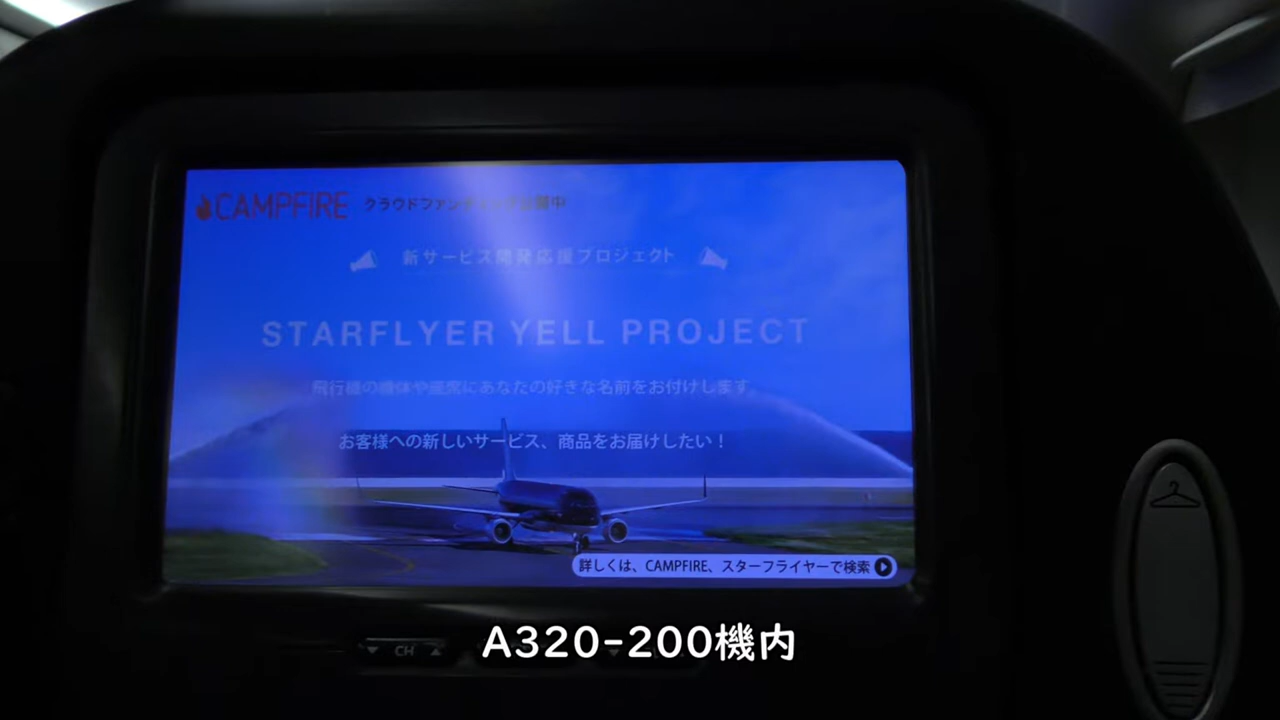 CAMPFiRE クラウドファンディング公開中
新サービス開発応援プロジェクト
STARFLYER YELL PROJECT
飛行機の機体や座席にあなたの好きな名前をお付けします
お客様への新しいサービス、商品をお届けしたい！
詳しくは、CAMPFIRE、スターフライヤーで検索
CH
A320-200機内